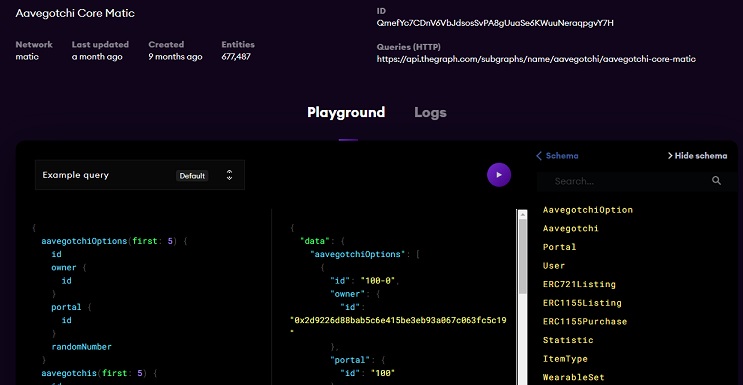 Aavegotchi Core Matic
ID
QmefYc7CDnV6VbJdsosSvPA8gUuaSe6KWuuNeraqpgvY7H
Network Last updated Created Entities
matic a month ago 9 months ago 677,487
Queries (HTTP)
https://api.thegraph.com/subgraphs/name/aavegotchi/aavegotchi-core-matic
Playground Logs
Example query Default
Schema Hide schema
Search...
{
aavegotchiOptions(first: 5) {
id
owner {
id
}
portal {
id
}
randomNumber
}
aavegotchis(first: 5) {
id
{
"data": {
"aavegotchiOptions": [
{
"id": "100-0",
"owner": {
"id":
"0x2d9226d88bab5c6e415be3eb93a067c063fc5c19
"
},
"portal": {
"id": "100"
AavegotchiOption
Aavegotchi
Portal
User
ERC721Listing
ERC1155Listing
ERC1155Purchase
Statistic
ItemType
WearableSet